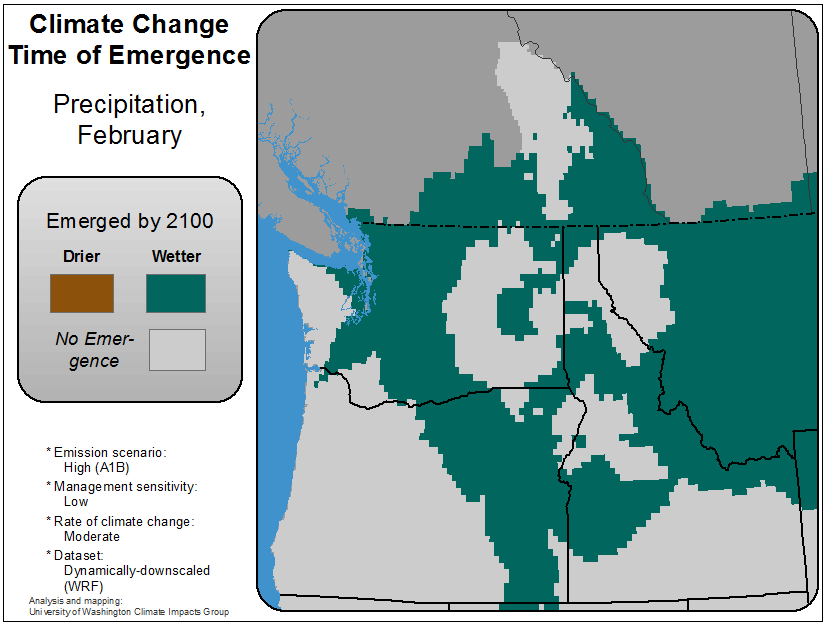 Climate Change
Time of Emergence
Precipitation,
February
Emerged by 2100
Drier Wetter
No Emer-
gence
* Emission scenario:
High (A1B)
* Management sensitivity:
Low
* Rate of climate change:
Moderate
* Dataset:
Dynamically-downscaled
(WRF)
Analysis and mapping:
University of Washington Climate Impacts Group